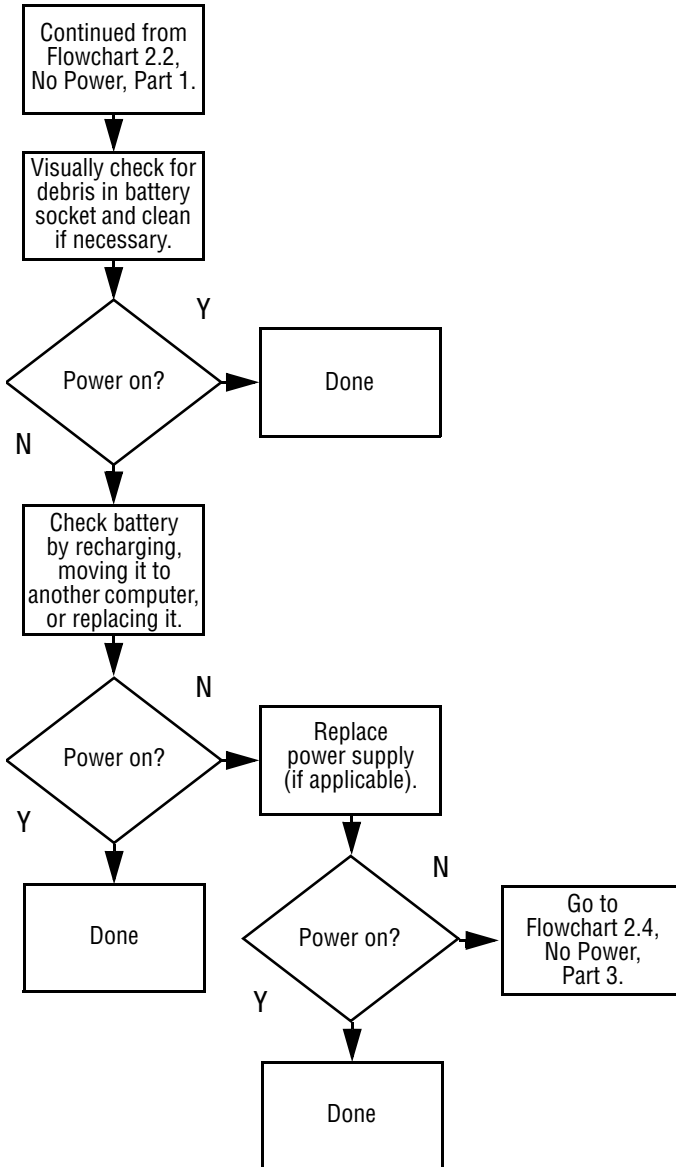 Continued from
Flowchart 2.2,
No Power, Part 1.
Visually check for
debris in battery
socket and clean
if necessary.
Y
Power on?
Done
N
Check battery
by recharging,
moving it to
another computer,
or replacing it.
N
Power on?
Replace
power supply
(if applicable).
Y
Done
N
Power on?
Go to
Flowchart 2.4,
No Power,
Part 3.
Y
Done